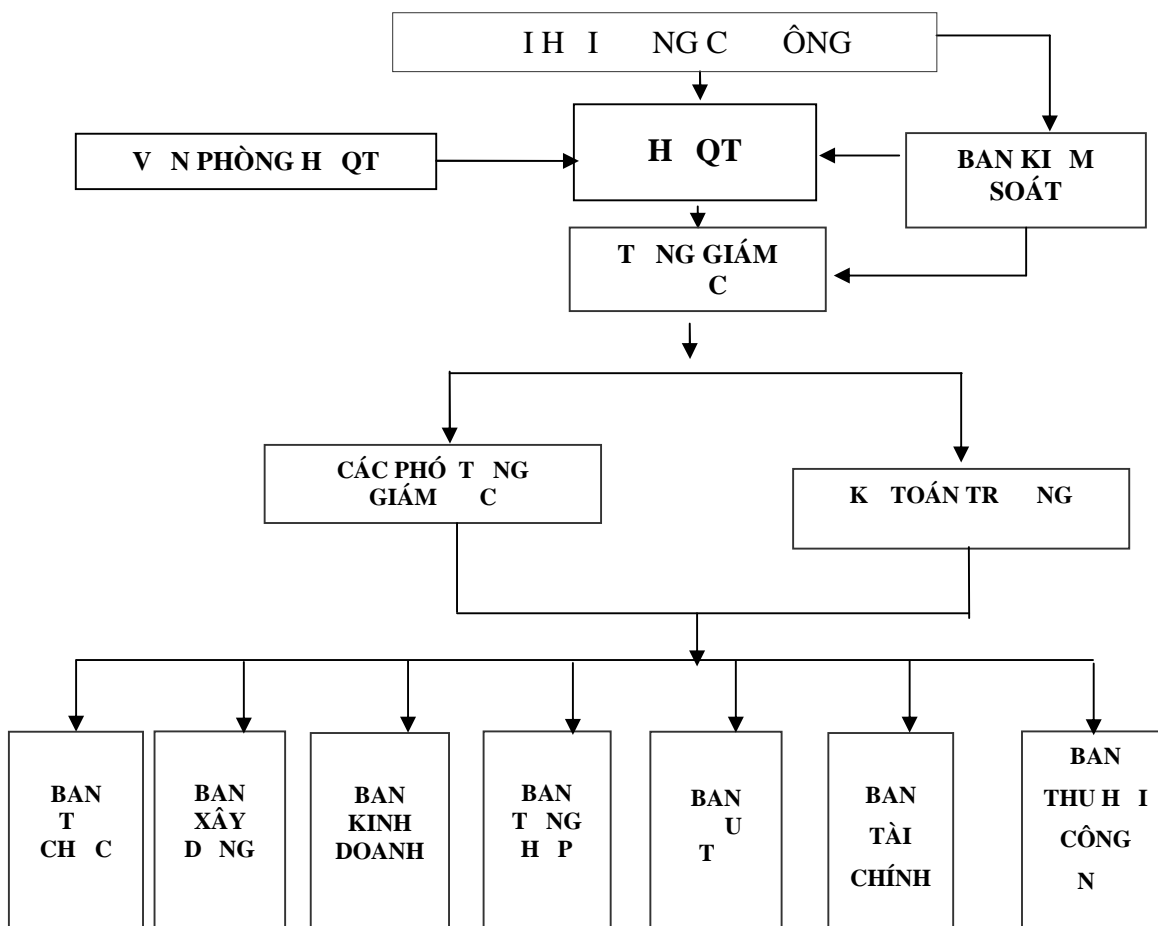 I H I NG C ÔNG
V N PHÒNG H QT
H QT
BAN KI M
SOÁT
T NG GIÁM
C
CÁC PHÓ T NG
GIÁM C
K TOÁN TR NG
BAN
T
CH C
BAN
XÂY
D NG
BAN
KINH
DOANH
BAN
T NG
H P
BAN
U
T
BAN
TÀI
CHÍNH
BAN
THU H I
CÔNG
N